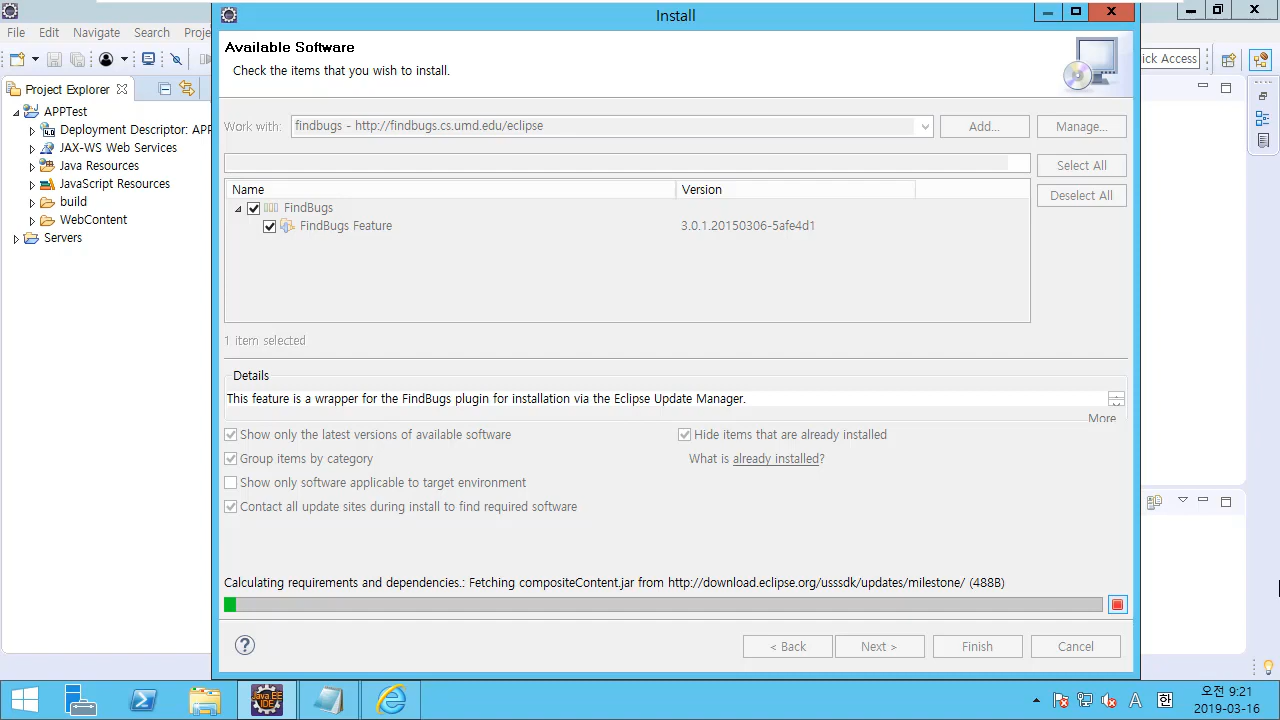 Install
File Edit Navigate Search Proje
ick Access
Project Explorer
APPTest
Deployment Descriptor: APP
JAX-WS Web Services
Java Resources
JavaScript Resources
build
WebContent
Servers
Available Software
Check the items that you wish to install.
Work with: findbugs - http://findbugs.cs.umd.edu/eclipse
Add...
Manage...
Select All
Deselect All
Name Version
FindBugs
FindBugs Feature 3.0.1.20150306-5afe4d1
1 item selected
Details
This feature is a wrapper for the FindBugs plugin for installation via the Eclipse Update Manager.
More
Show only the latest versions of available software
Hide items that are already installed
Group items by category
What is already installed?
Show only software applicable to target environment
Contact all update sites during install to find required software
Calculating requirements and dependencies.: Fetching compositeContent.jar from http://download.eclipse.org/usssdk/updates/milestone/ (488B)
?
< Back
Next >
Finish
Cancel
Java EE
IDE
A
한
오전 9:21
2019-03-16